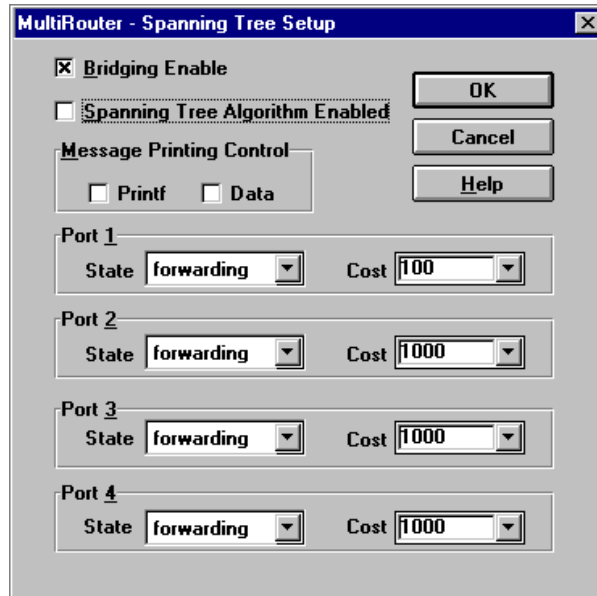 MultiRouter - Spanning Tree Setup
Bridging Enable
Spanning Tree Algorithm Enabled
OK
Cancel
Help
Message Printing Control
Printf Data
Port 1
State forwarding Cost 100
Port 2
State forwarding Cost 1000
Port 3
State forwarding Cost 1000
Port 4
State forwarding Cost 1000